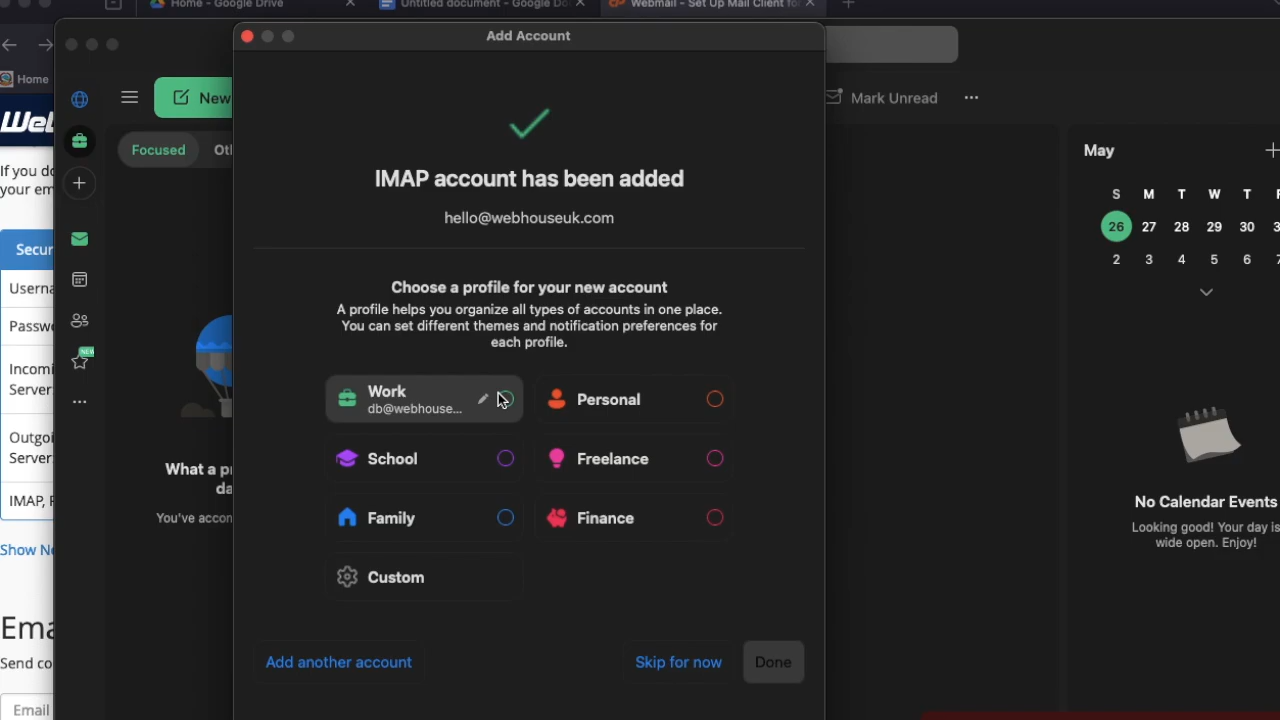 Home - Google Drive
Untitled document - Google Do
Webmail - Set Up Mail Client fo
Home
Add Account
New
Mark Unread
Focused
IMAP account has been added
hello@webhouseuk.com
May
S M T W T
26 27 28 29 30
2 3 4 5 6
If you
your em
Secur
Userna
Passw
Incomi
Server:
Outgoi
Server:
IMAP,
Choose a profile for your new account
A profile helps you organize all types of accounts in one place.
You can set different themes and notification preferences for
each profile.
NEW
Work
db@webhouse...
Personal
School
Freelance
Family
Finance
Custom
What a
You've accon
No Calendar Events
Looking good! Your day is
wide open. Enjoy!
Show
Ema
Send co
Email
Add another account
Skip for now
Done